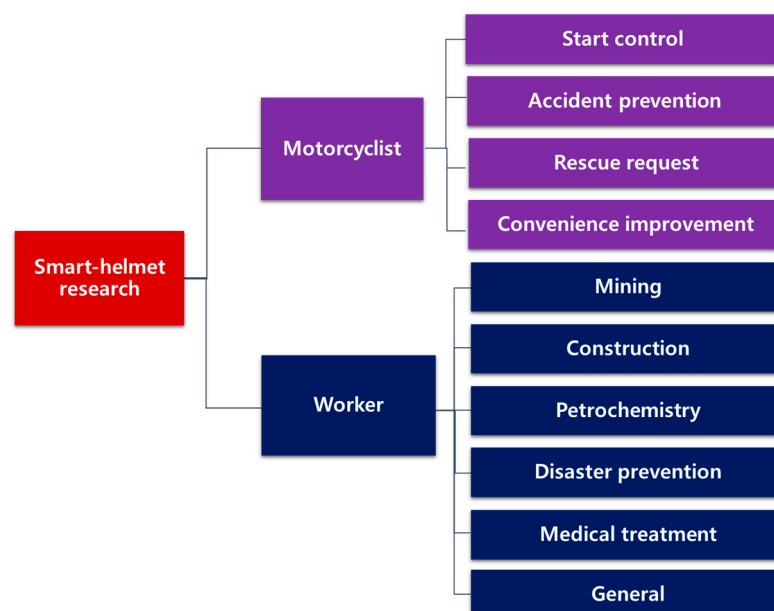 Start control
Accident prevention
Motorcyclist
Rescue request
Convenience improvement
Smart-helmet
research
Mining
Construction
Worker
Petrochemistry
Disaster prevention
Medical treatment
General